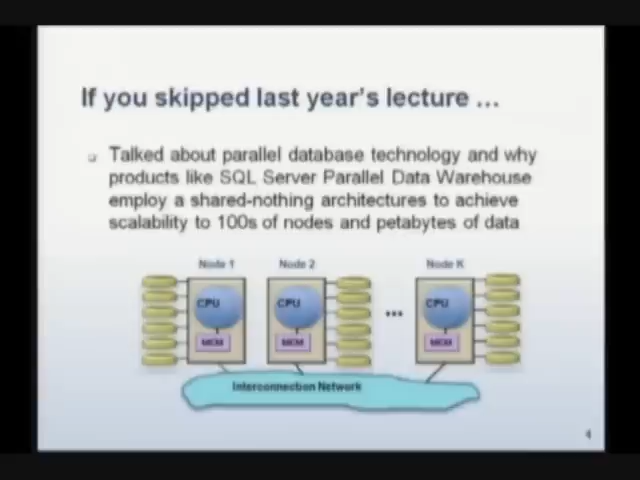 If you skipped last year's lecture ...
Talked about parallel database technology and why
products like SQL Server Parallel Data Warehouse
employ a shared-nothing architectures to achieve
scalability to 100s of nodes and petabytes of data
Node 1 Node 2 Node K
CPU CPU ... CPU
MEM MEM MEM
Interconnection Network
4